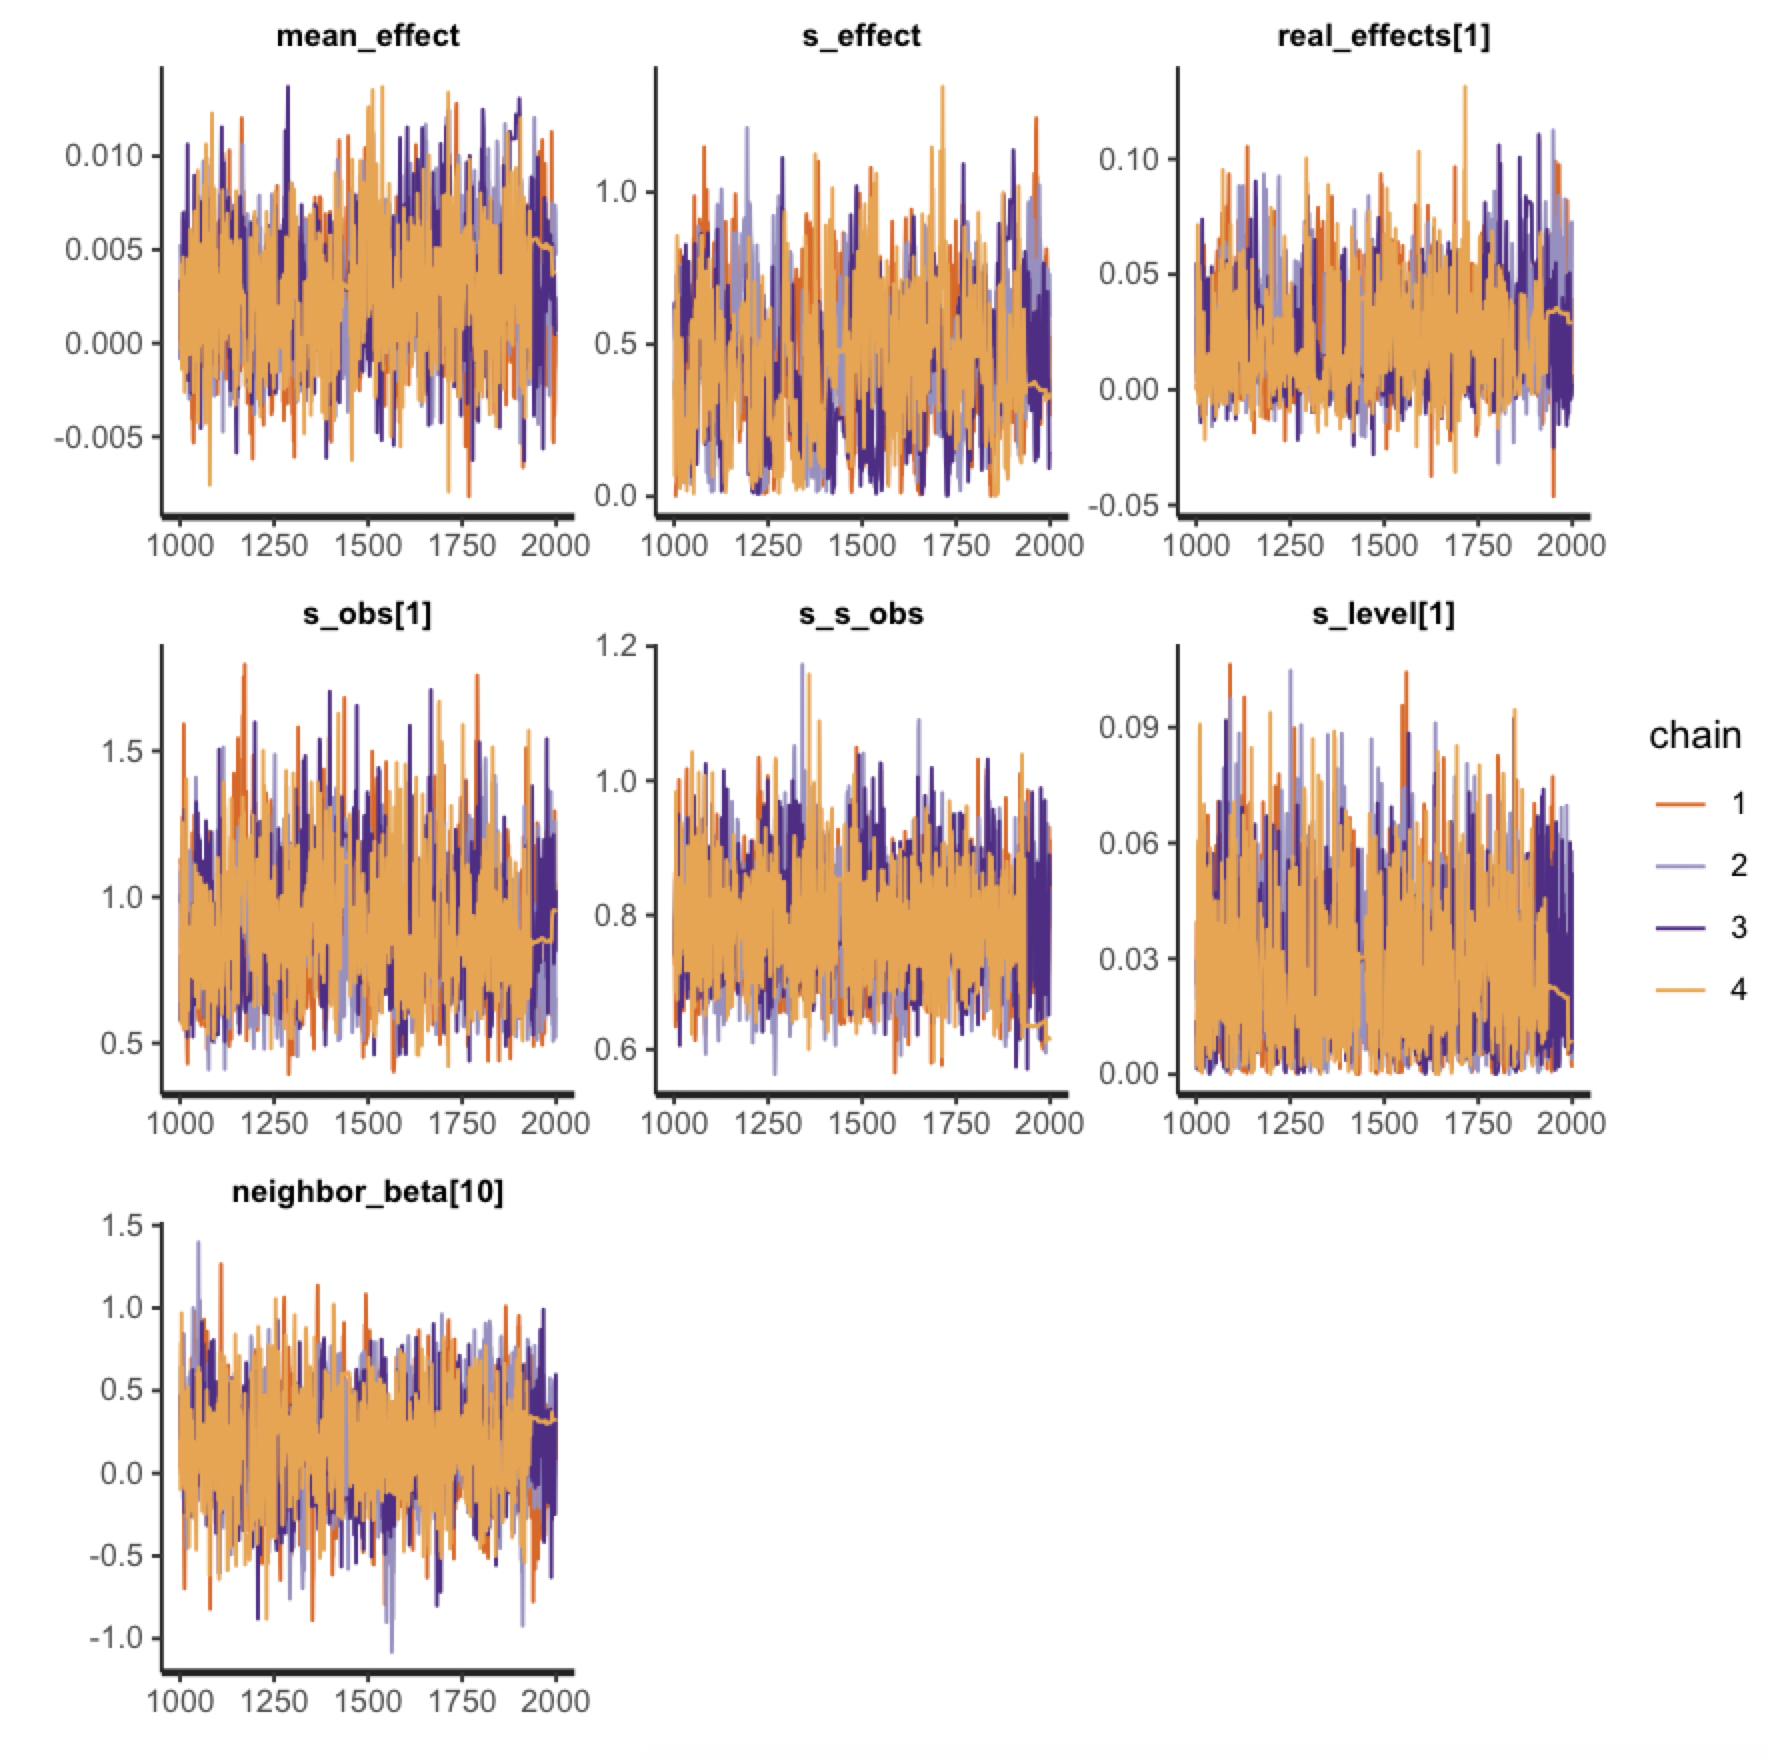 mean_effect s_effect real_effects[1]
0.010
0.005
0.000
-0.005
1.0
0.5
0.0
0.10
0.05
0.00
-0.05
1000 1250 1500 1750 2000
1000 1250 1500 1750 2000
1000 1250 1500 1750 2000
s_obs[1] s_s_obs s_level[1]
1.5
1.0
0.5
1.2
1.0
0.8
0.6
0.09
0.06
0.03
0.00
1000 1250 1500 1750 2000
1000 1250 1500 1750 2000
1000 1250 1500 1750 2000
chain
1
2
3
4
neighbor_beta[10]
1.5
1.0
0.5
0.0
-0.5
-1.0
1000 1250 1500 1750 2000